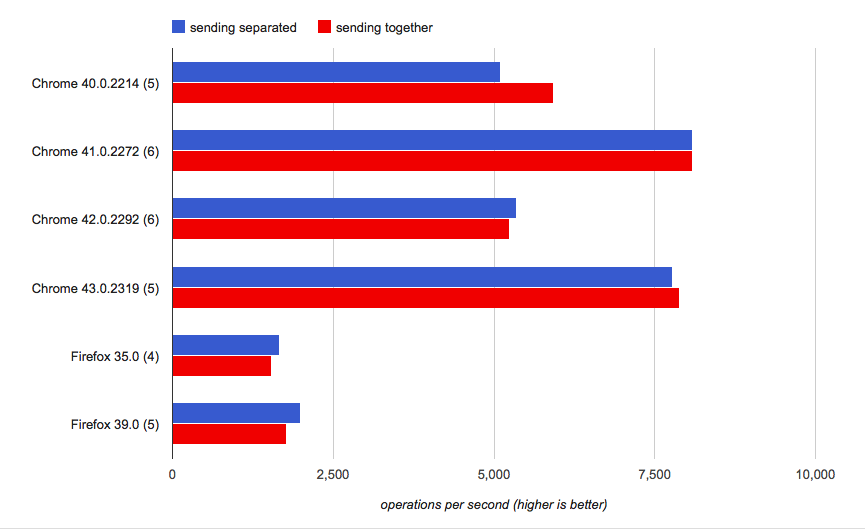 sending separated sending together
Chrome 40.0.2214 (5)
Chrome 41.0.2272 (6)
Chrome 42.0.2292 (6)
Chrome 43.0.2319 (5)
Firefox 35.0 (4)
Firefox 39.0 (5)
0 2,500 5,000 7,500 10,000
operations per second (higher is better)